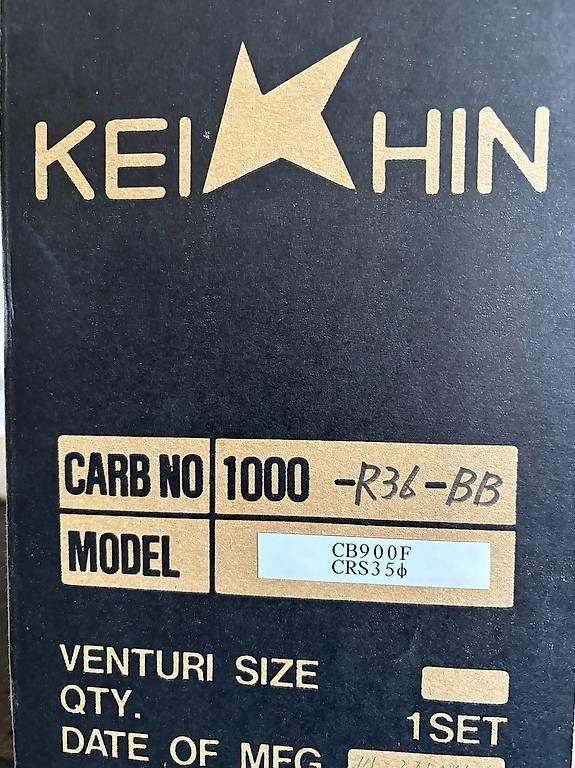 KEIHIN
CARB NO 1000 -R36-BB
MODEL CB900F
CRS35ϕ
VENTURI SIZE
QTY. 1SET
DATE OF MFG